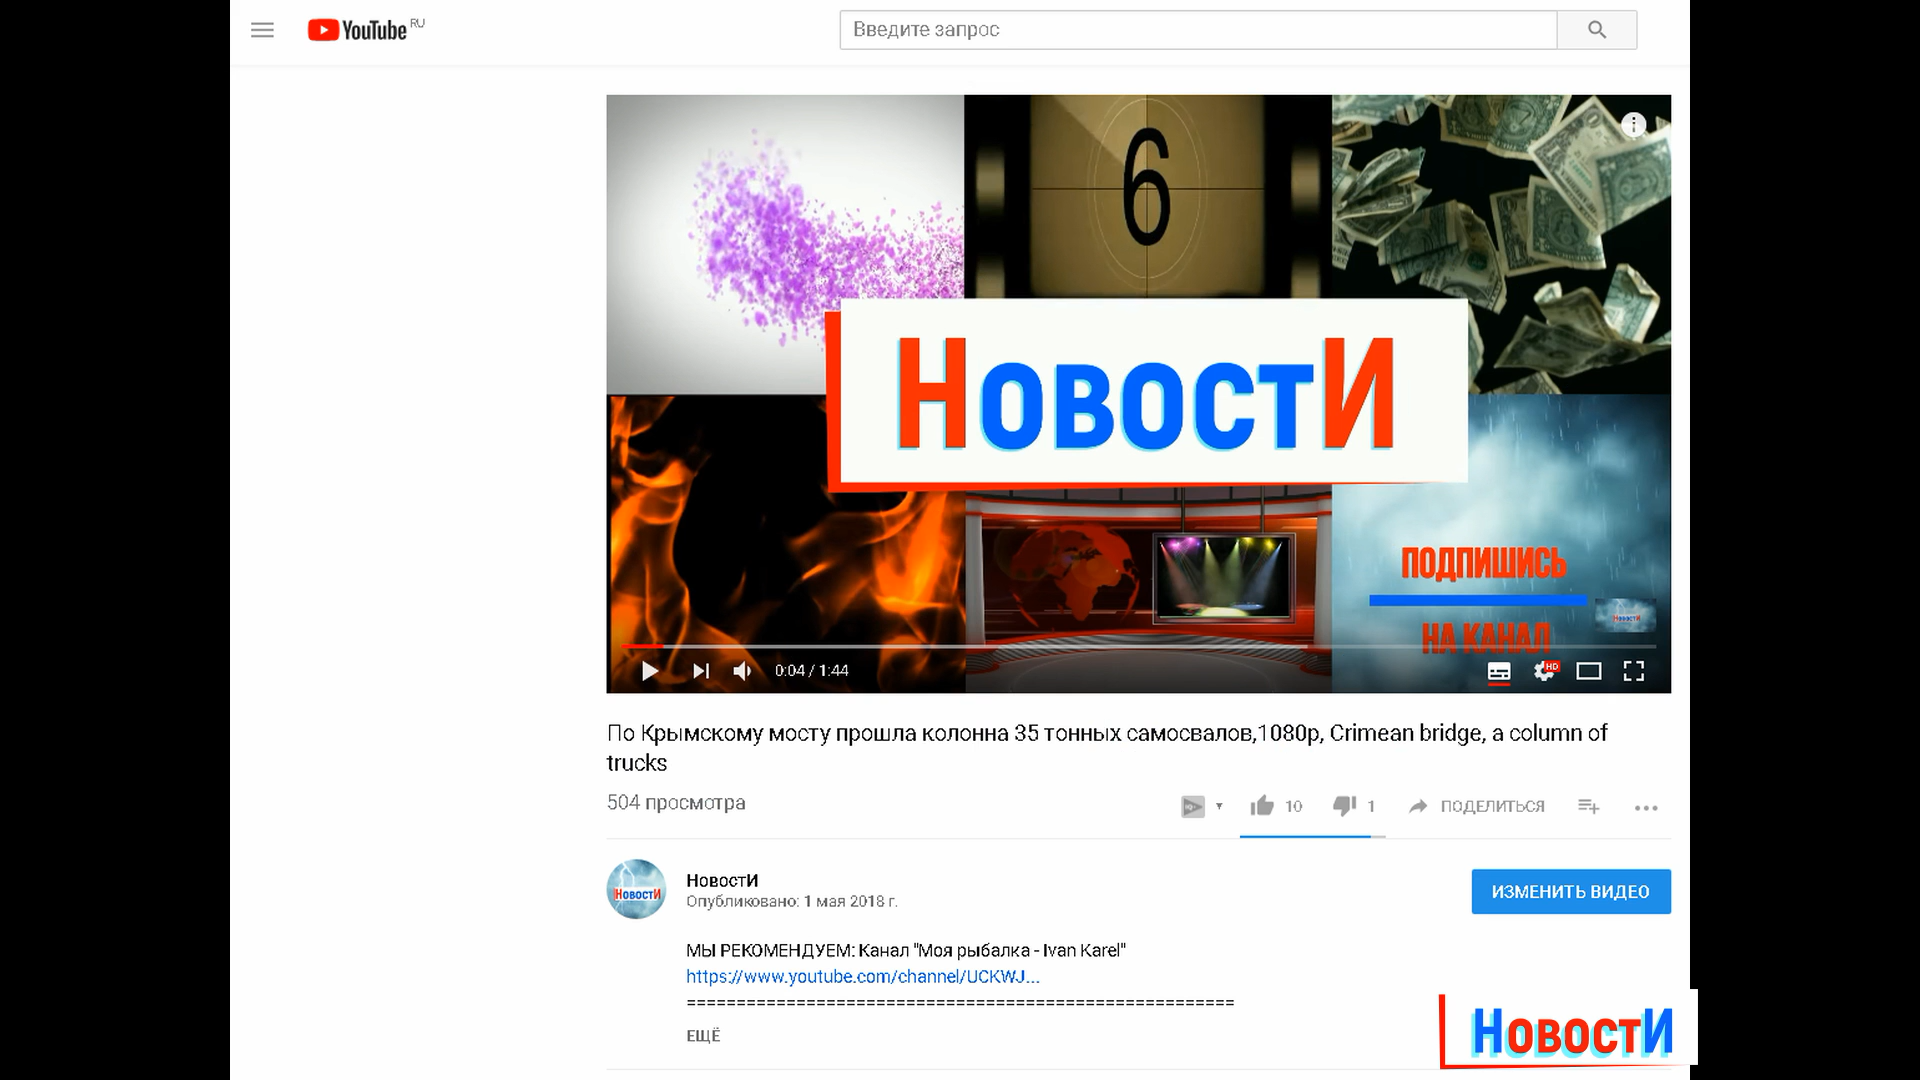 YouTube RU
Введите запрос
6
НовостИ
ПОДПИШИСЬ
НА КАНАЛ
НовостИ
0:04 / 1:44
HD
По Крымскому мосту прошла колонна 35 тонных самосвалов,1080p, Crimean bridge, a column of
trucks
504 просмотра
10
1
ПОДЕЛИТЬСЯ
НовостИ
НовостИ
Опубликовано: 1 мая 2018 г.
ИЗМЕНИТЬ ВИДЕО
МЫ РЕКОМЕНДУЕМ: Канал "Моя рыбалка - Ivan Karel"
https://www.youtube.com/channel/UCKWJ...
=======================================================
ЕЩЁ
НовостИ